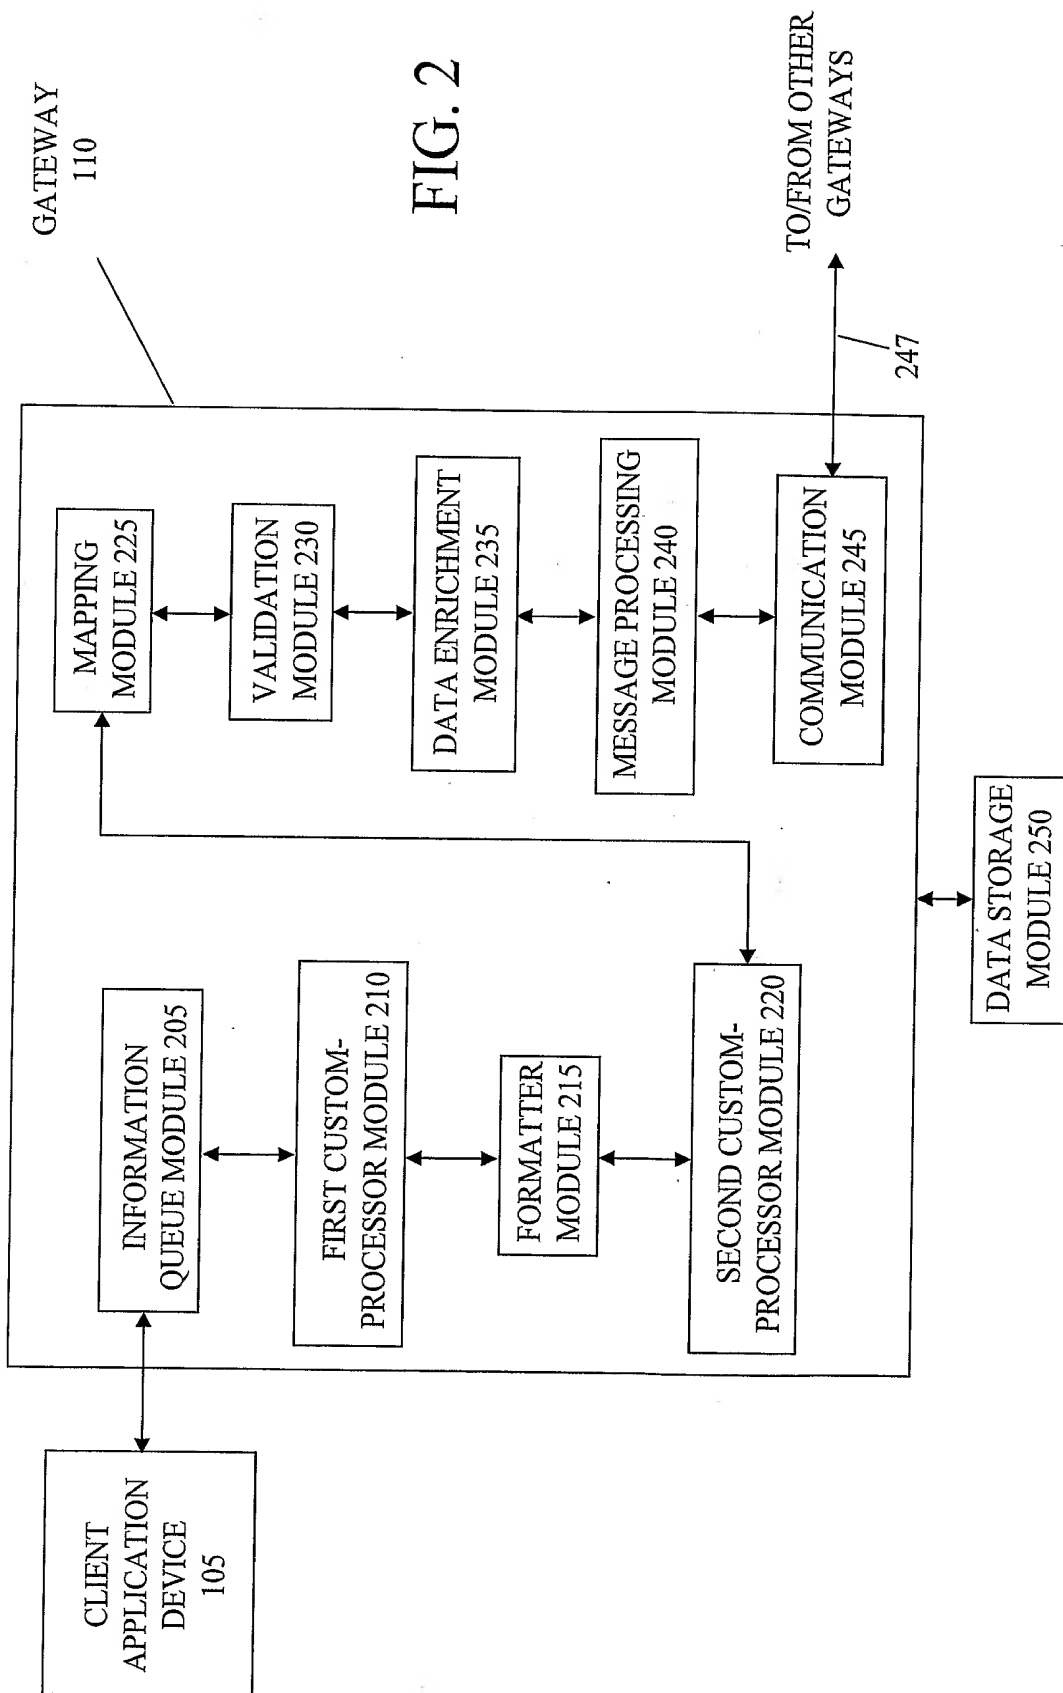 CLIENT
APPLICATION
DEVICE
105
INFORMATION
QUEUE MODULE 205
FIRST CUSTOM-
PROCESSOR MODULE 210
FORMATTER
MODULE 215
SECOND CUSTOM-
PROCESSOR MODULE 220
MAPPING
MODULE 225
VALIDATION
MODULE 230
DATA ENRICHMENT
MODULE 235
MESSAGE PROCESSING
MODULE 240
COMMUNICATION
MODULE 245
DATA STORAGE
MODULE 250
GATEWAY
110
247
TO/FROM OTHER
GATEWAYS
FIG. 2